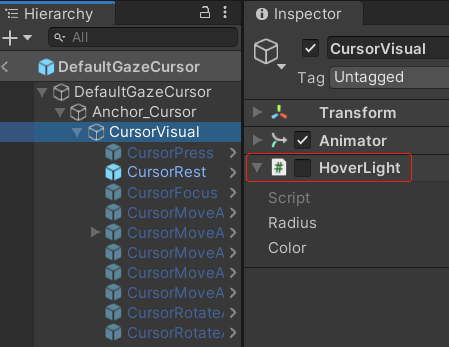 Hierarchy
All
DefaultGazeCursor
DefaultGazeCursor
Anchor_Cursor
CursorVisual
CursorPress
CursorRest
CursorFocus
CursorMoveA
CursorMoveA
CursorMoveA
CursorMoveA
CursorMoveA
CursorRotateA
CursorRotateA
Inspector
CursorVisual
Tag Untagged
Transform
Animator
# HoverLight
Script
Radius
Color